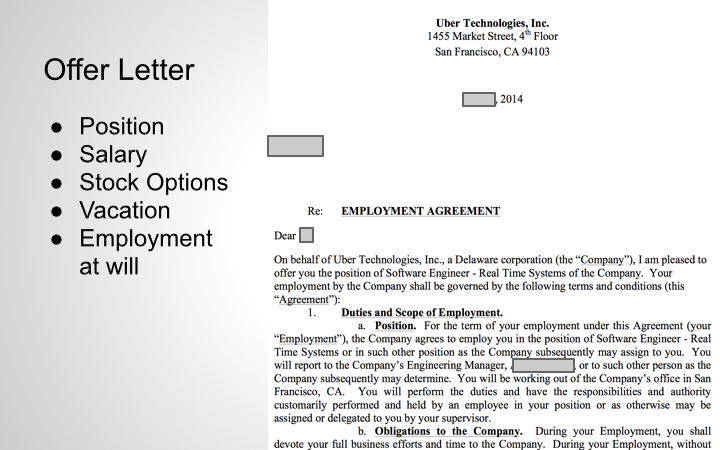 Offer Letter
● Position
● Salary
● Stock Options
● Vacation
● Employment
at will
Uber Technologies, Inc.
1455 Market Street, 4th Floor
San Francisco, CA 94103
, 2014
Re: EMPLOYMENT AGREEMENT
Dear
On behalf of Uber Technologies, Inc., a Delaware corporation (the “Company”), I am pleased to
offer you the position of Software Engineer - Real Time Systems of the Company. Your
employment by the Company shall be governed by the following terms and conditions (this
“Agreement”):
1. Duties and Scope of Employment.
a. Position. For the term of your employment under this Agreement (your
“Employment”), the Company agrees to employ you in the position of Software Engineer - Real
Time Systems or in such other position as the Company subsequently may assign to you. You
will report to the Company’s Engineering Manager, , or to such other person as the
Company subsequently may determine. You will be working out of the Company’s office in San
Francisco, CA. You will perform the duties and have the responsibilities and authority
customarily performed and held by an employee in your position or as otherwise may be
assigned or delegated to you by your supervisor.
b. Obligations to the Company. During your Employment, you shall
devote your full business efforts and time to the Company. During your Employment, without